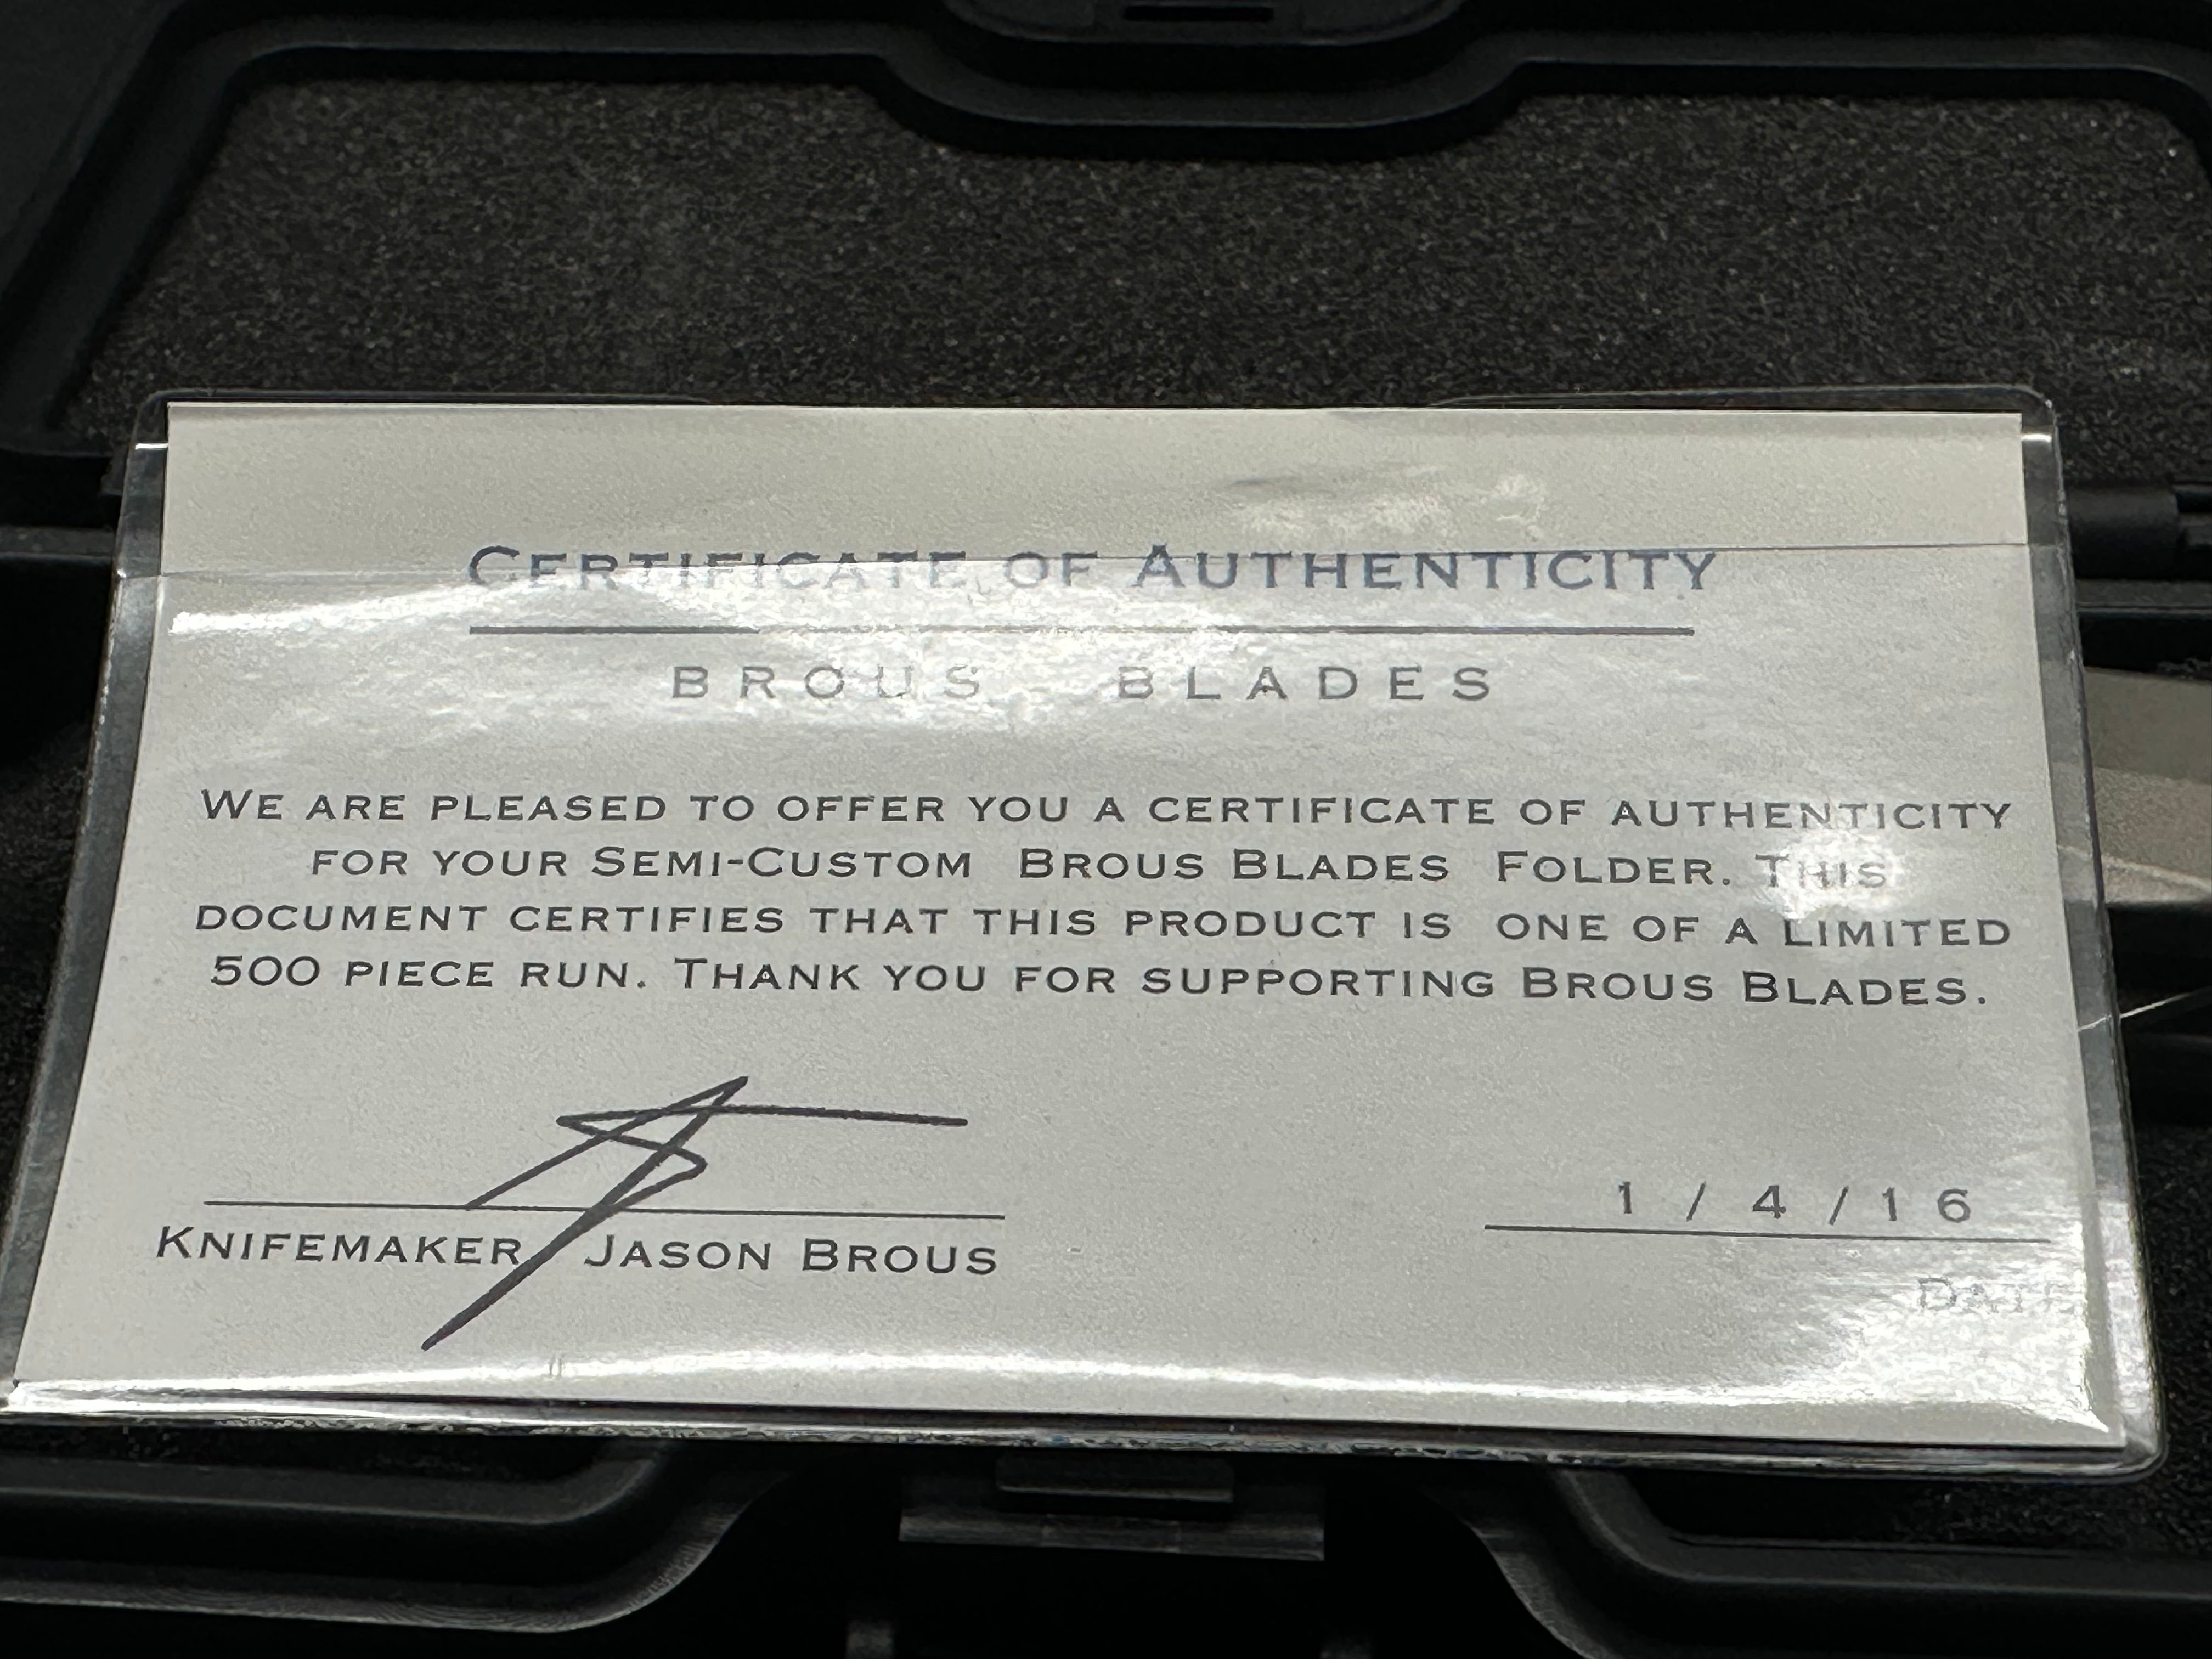 Certificate of Authenticity
BROUS BLADES
We are pleased to offer you a certificate of authenticity
for your Semi-Custom Brous Blades Folder. This
document certifies that this product is one of a limited
500 piece run. Thank you for supporting Brous Blades.
1 / 4 / 16
Knifemaker Jason Brous
Date